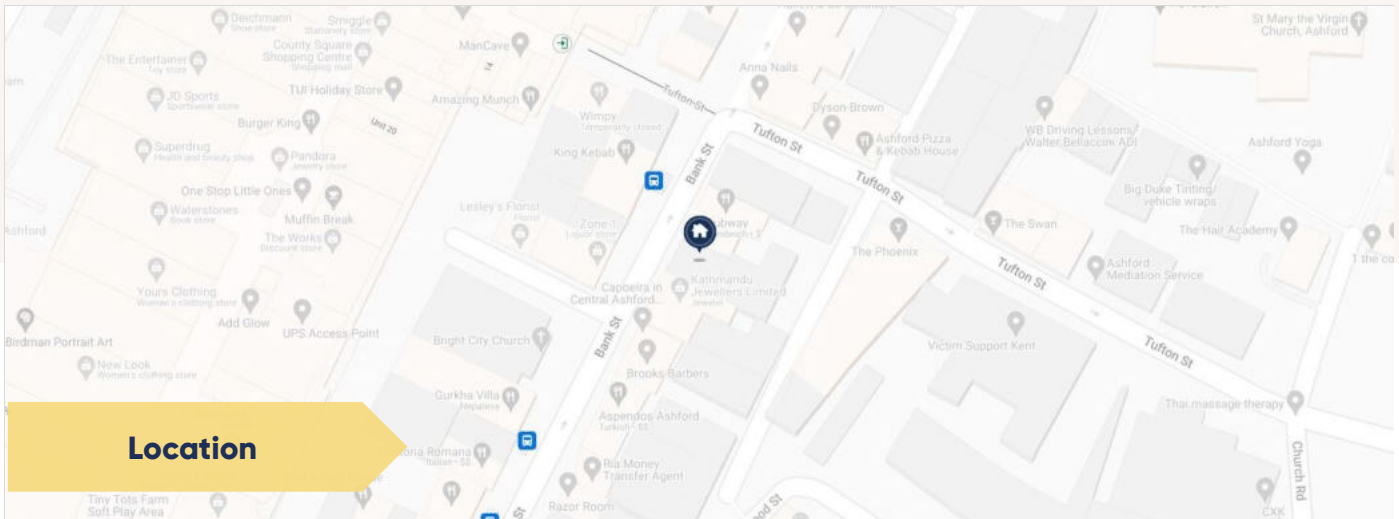 Deichmann
Shoe store
Smiggle
Stationery store
County Square
Shopping Centre
Shopping mall
The Entertainer
Toy store
TUI Holiday Store
JD Sports
Sportswear store
Burger King
Unit 20
Superdrug
Health and beauty shop
Pandora
Jewelry store
One Stop Little Ones
Waterstones
Book store
Muffin Break
Ashford
The Works
Discount store
Yours Clothing
Women's clothing store
Add Glow
UPS Access Point
Birdman Portrait Art
New Look
Women's clothing store
ManCave
14
Amazing Munch
Wimpy
Temporarily closed
King Kebab
Lesley's Florist
Florist
Zone 1
Liquor store
Tufton St
Bank St
Anna Nails
Dyson-Brown
Tufton St
Ashford Pizza
& Kebab House
Tufton St
St Mary the Virgin
Church, Ashford
WB Driving Lessons/
Walter Bellaccom ADI
Ashford Yoga
Big Duke Tinting/
vehicle wraps
The Swan
The Hair Academy
The Phoenix
Tufton St
Ashford
Mediation Service
Capoeira in
Central Ashford...
Kathmandu
Jewellers Limited
Jeweler
Bank St
Bright City Church
Brooks Barbers
Victim Support Kent
Tufton St
Gurkha Villa
Nepalese
Aspendos Ashford
Turkish - $$
Thai massage therapy
Location
Romana
Italian - $$
Ria Money
Transfer Agent
Church Rd
Tiny Tots Farm
Soft Play Area
Razor Room
St
CXK